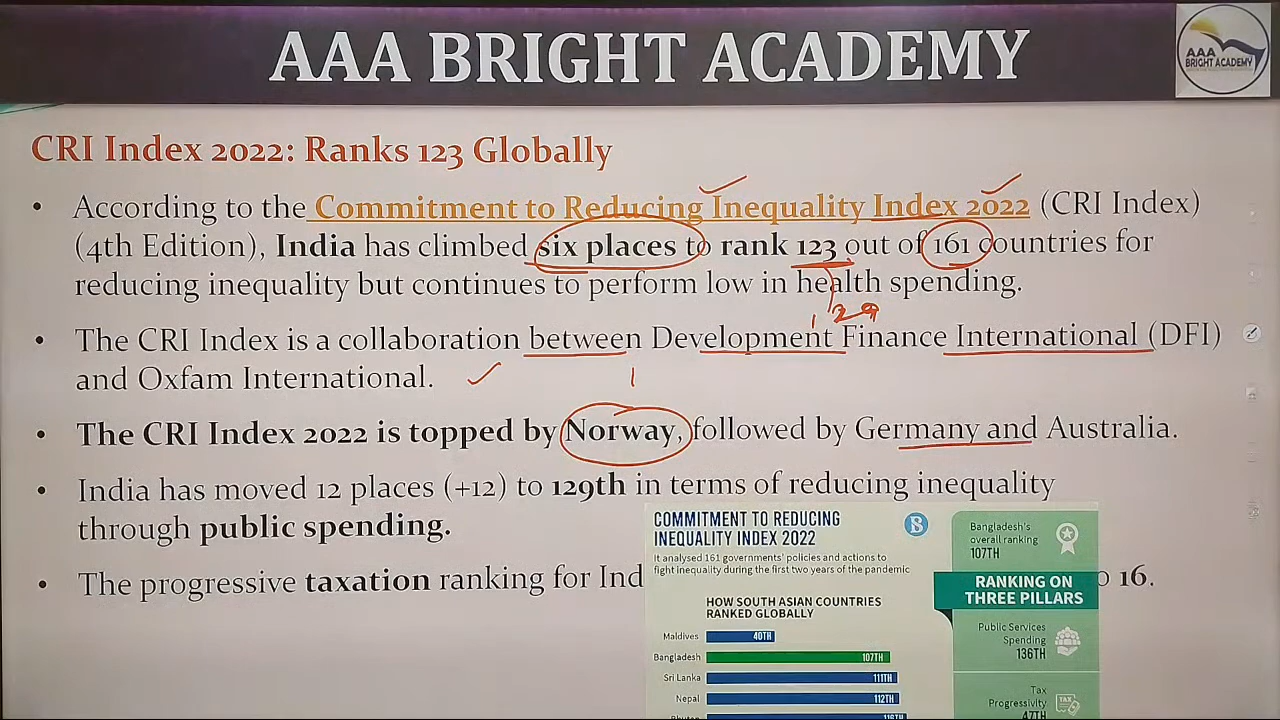 AAA BRIGHT ACADEMY
AAA
BRIGHT ACADEMY
CRI Index 2022: Ranks 123 Globally
• According to the Commitment to Reducing Inequality Index 2022 (CRI Index)
(4th Edition), India has climbed six places to rank 123 out of 161 countries for
reducing inequality but continues to perform low in health spending.
129
• The CRI Index is a collaboration between Development Finance International (DFI)
and Oxfam International.
• The CRI Index 2022 is topped by Norway, followed by Germany and Australia.
• India has moved 12 places (+12) to 129th in terms of reducing inequality
through public spending.
• The progressive taxation ranking for Ind
o 16.
COMMITMENT TO REDUCING
INEQUALITY INDEX 2022
It analysed 161 governments' policies and actions to
fight inequality during the first two years of the pandemic
HOW SOUTH ASIAN COUNTRIES
RANKED GLOBALLY
Maldives 40TH
Bangladesh 107TH
Sri Lanka 111TH
Nepal 112TH
Bangladesh's
overall ranking
107TH
RANKING ON
THREE PILLARS
Public Services
Spending
136TH
Tax
Progressivity
47TH